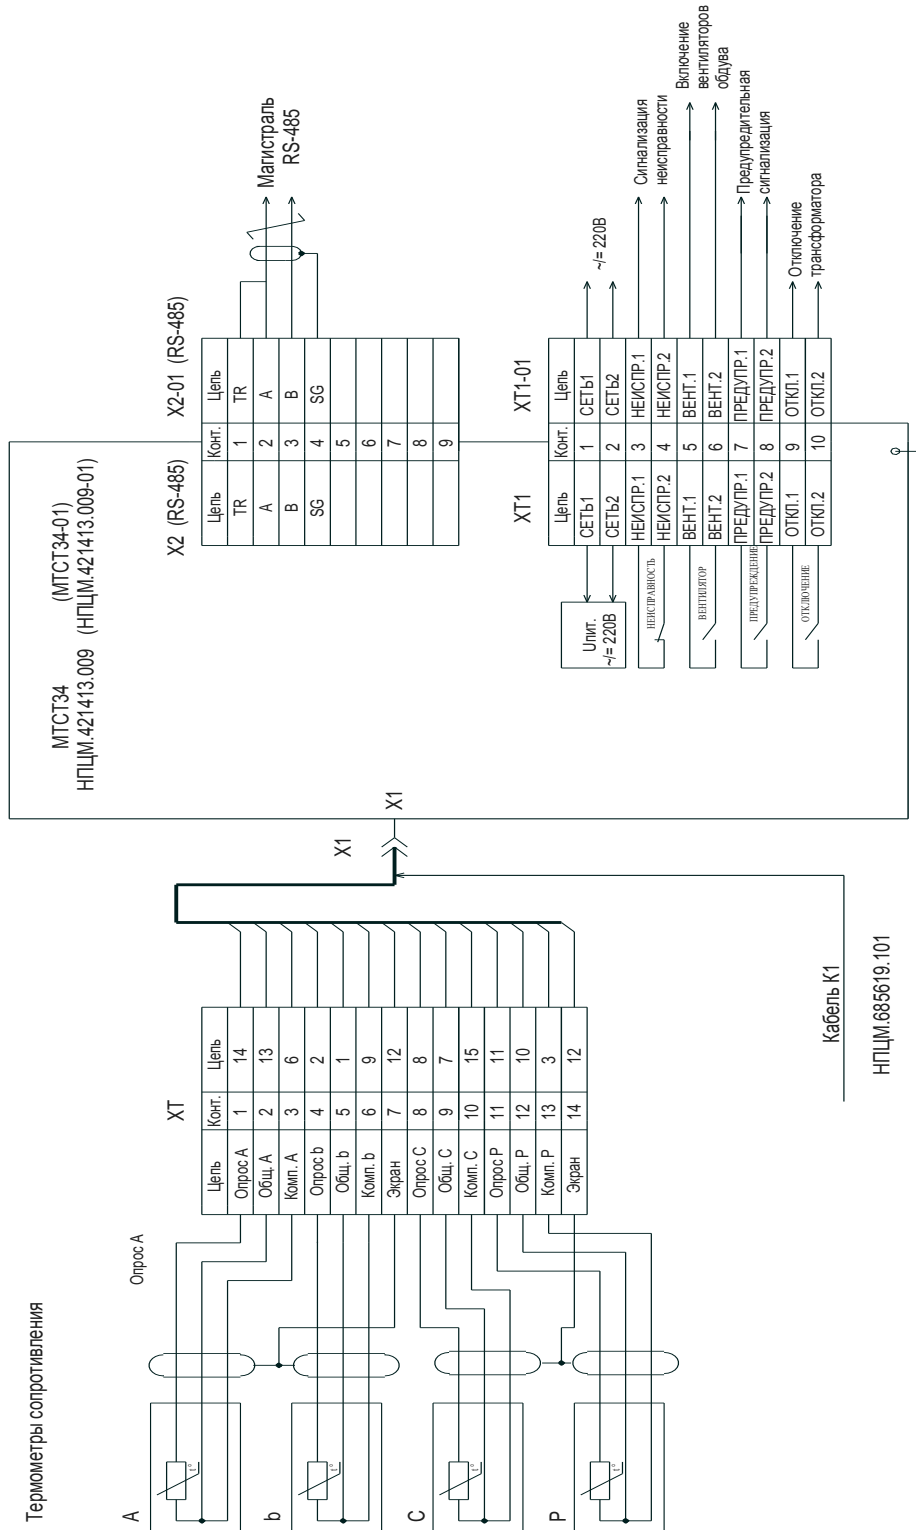 Термометры сопротивления
A
t°
b
t°
C
t°
P
t°
Опрос А
XT
Цепь Конт. Цепь
Опрос А 1 14
Общ. А 2 13
Комп. А 3 6
Опрос b 4 2
Общ. b 5 1
Комп. b 6 9
Экран 7 12
Опрос С 8 8
Общ. С 9 7
Комп. С 10 15
Опрос Р 11 11
Общ. Р 12 10
Комп. Р 13 3
Экран 14 12
Кабель К1
НПЦМ.685619.101
X1
X1
МТСТ34 (МТСТ34-01)
НПЦМ.421413.009 (НПЦМ.421413.009-01)
X2 (RS-485) X2-01 (RS-485)
Цепь Конт. Цепь
TR 1 TR
A 2 A
B 3 B
SG 4 SG
5
6
7
8
9
Магистраль
RS-485
XT1 XT1-01
Цепь Конт. Цепь
СЕТЬ1 1 СЕТЬ1
СЕТЬ2 2 СЕТЬ2
НЕИСПР.1 3 НЕИСПР.1
НЕИСПР.2 4 НЕИСПР.2
ВЕНТ.1 5 ВЕНТ.1
ВЕНТ.2 6 ВЕНТ.2
ПРЕДУПР.1 7 ПРЕДУПР.1
ПРЕДУПР.2 8 ПРЕДУПР.2
ОТКЛ.1 9 ОТКЛ.1
ОТКЛ.2 10 ОТКЛ.2
Uпит.
~/= 220В
НЕИСПРАВНОСТЬ
ВЕНТИЛЯТОР
ПРЕДУПРЕЖДЕНИЕ
ОТКЛЮЧЕНИЕ
~/= 220В
Сигнализация
неисправности
Включение
вентиляторов
обдува
Предупредительная
сигнализация
Отключение
трансформатора